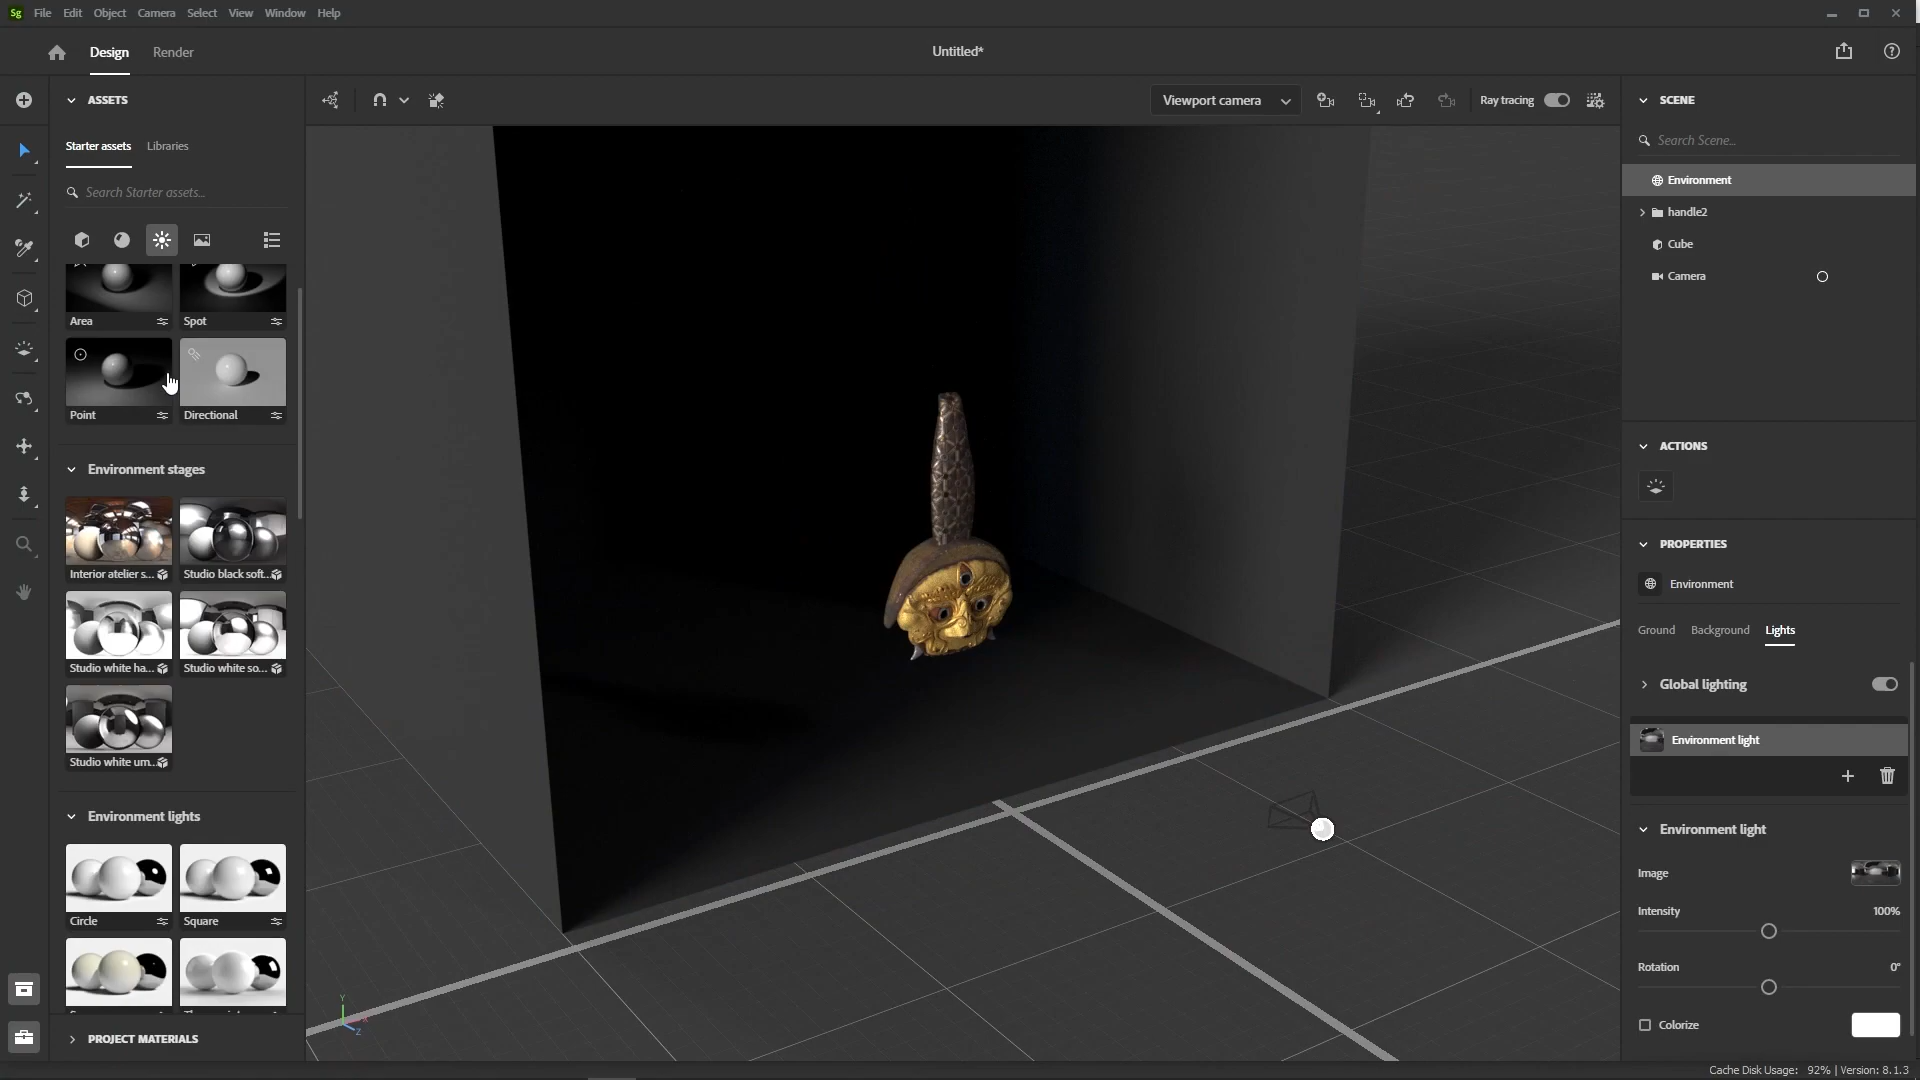 Sg File Edit Object Camera Select View Window Help
Design Render Untitled*
ASSETS
Starter assets Libraries
Search Starter assets...
Area Spot
Point Directional
Environment stages
Interior atelier s... Studio black soft...
Studio white ha... Studio white so...
Studio white um...
Environment lights
Circle Square
PROJECT MATERIALS
Viewport camera Ray tracing
Y
X
Z
SCENE
Search Scene...
Environment
handle2
Cube
Camera
ACTIONS
PROPERTIES
Environment
Ground Background Lights
Global lighting
Environment light
Environment light
Image
Intensity 100%
Rotation 0°
Colorize
Cache Disk Usage: 92% | Version: 8.1.3